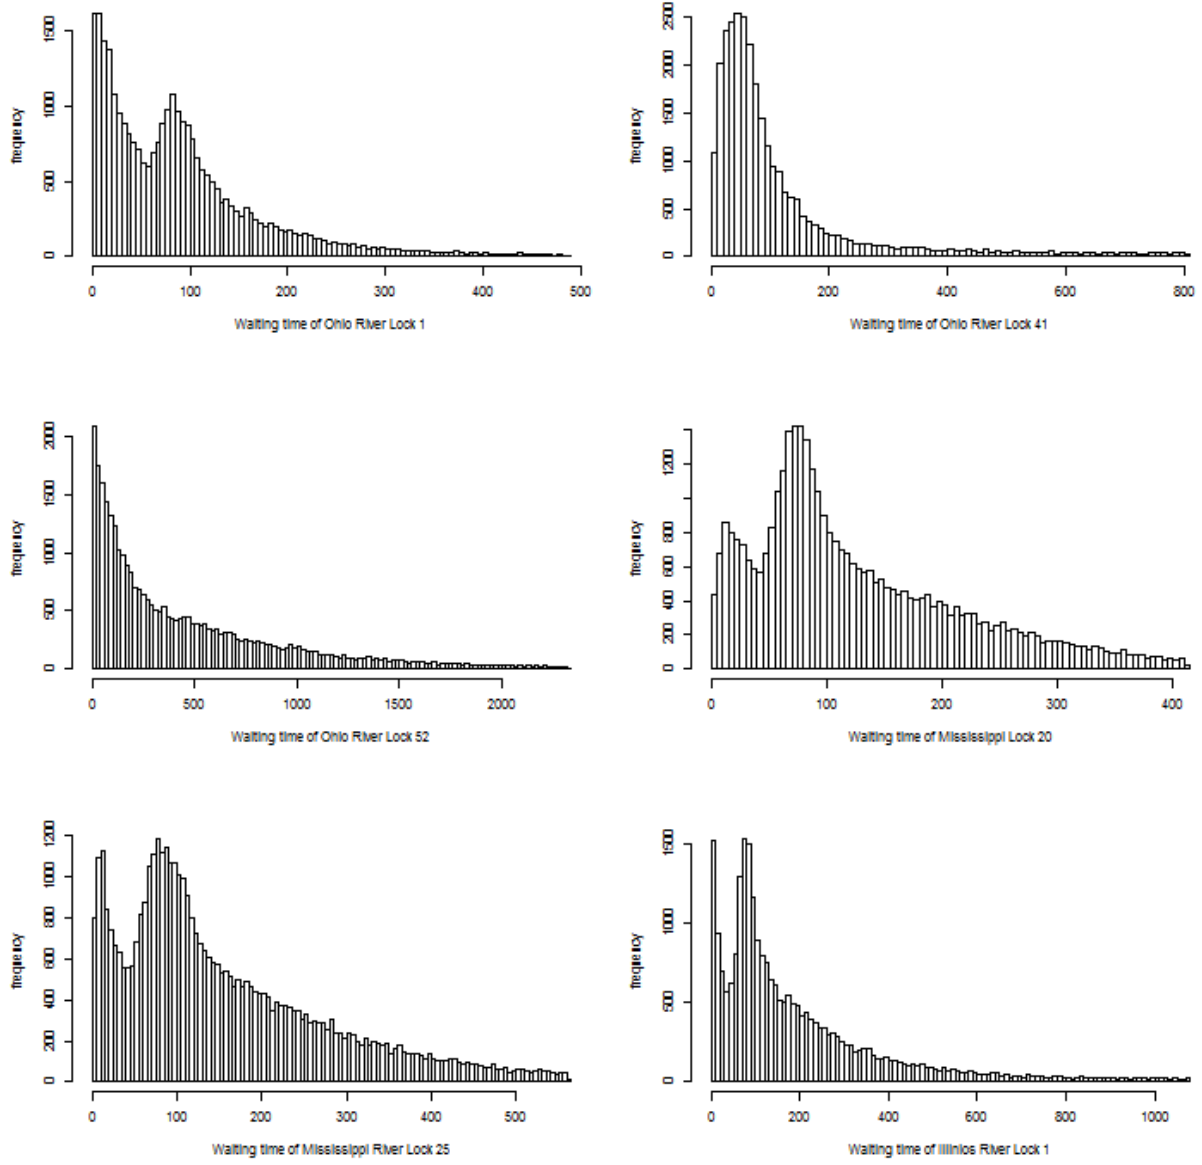 frequency
1500
1000
500
0
0 100 200 300 400 500
Waiting time of Ohio River Lock 1
frequency
2500
2000
1500
1000
500
0
0 200 400 600 800
Waiting time of Ohio River Lock 41
frequency
2000
1500
1000
500
0
0 500 1000 1500 2000
Waiting time of Ohio River Lock 52
frequency
1200
800
600
400
200
0
0 100 200 300 400
Waiting time of Mississippi Lock 20
frequency
1200
1000
800
600
400
200
0
0 100 200 300 400 500
Waiting time of Mississippi River Lock 25
frequency
1500
1000
500
0
0 200 400 600 800 1000
Waiting time of Illinios River Lock 1